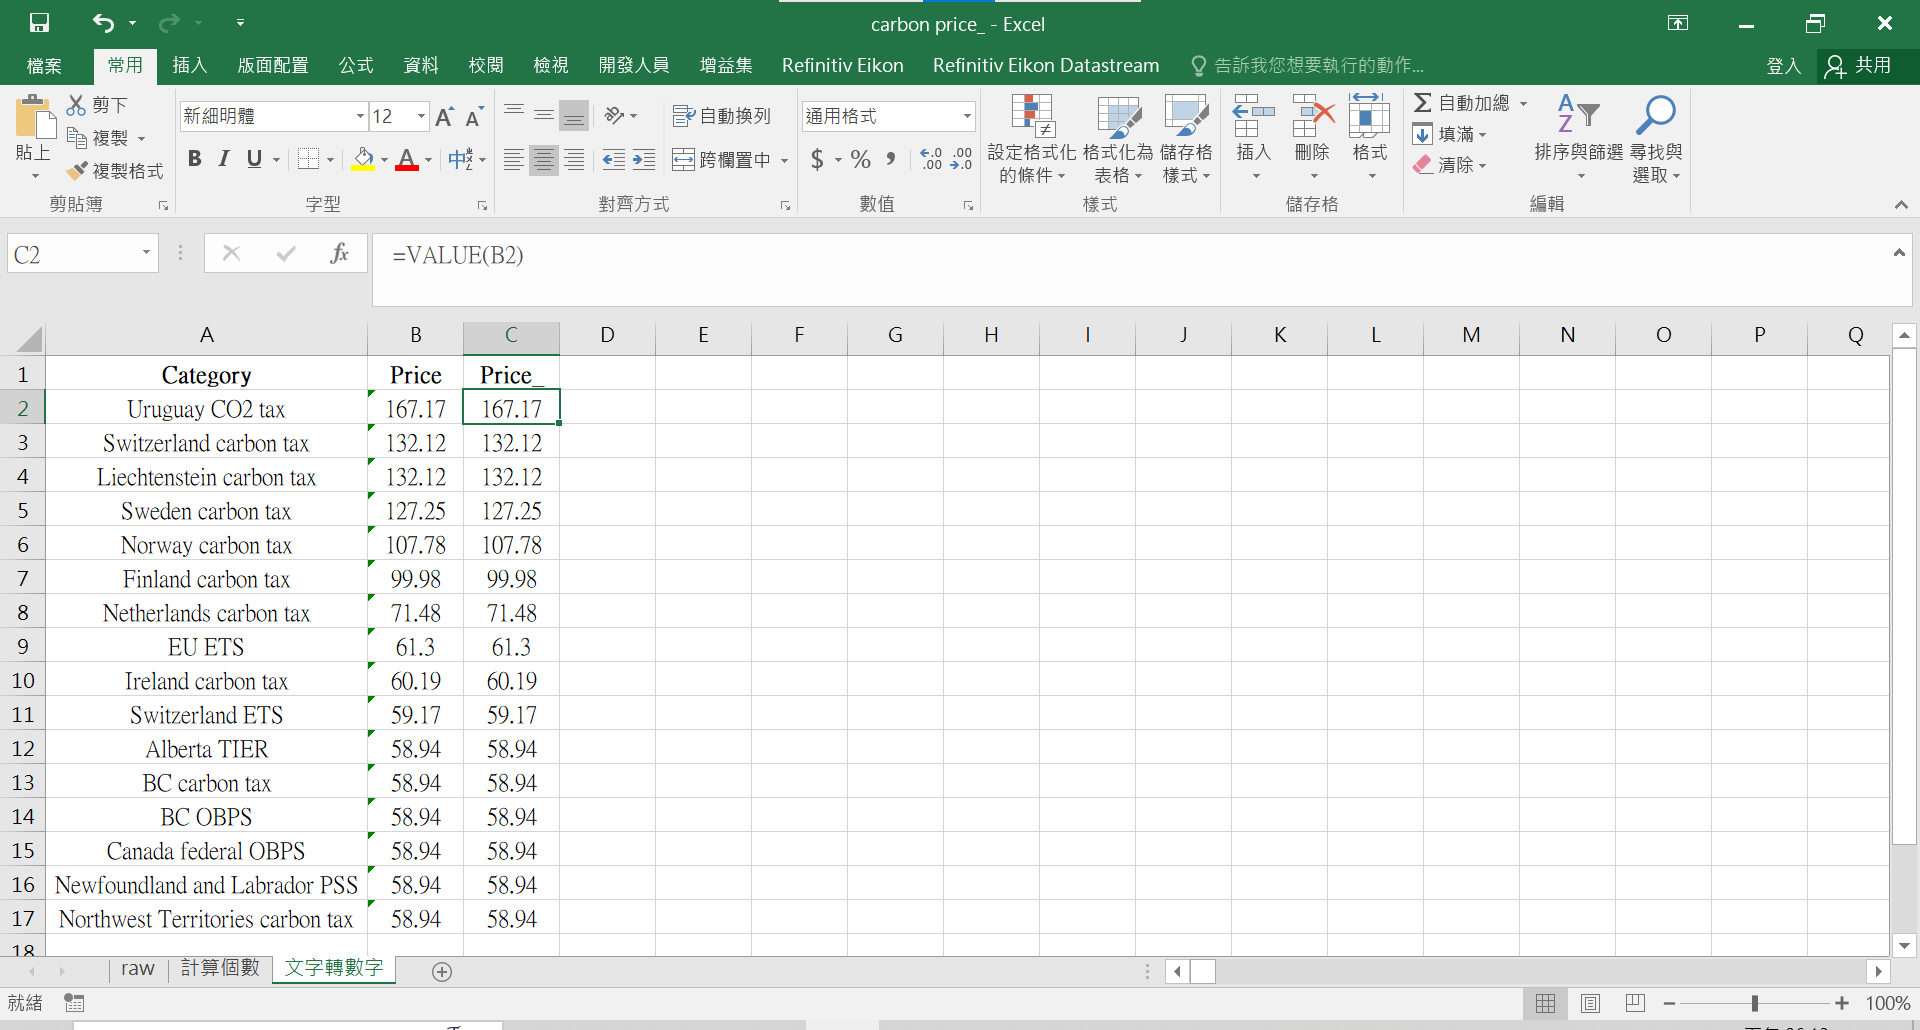 carbon price_ - Excel
檔案 常用 插入 版面配置 公式 資料 校閱 檢視 開發人員 增益集 Refinitiv Eikon Refinitiv Eikon Datastream 告訴我您想要執行的動作... 登入 共用
貼上
剪下
複製
複製格式
剪貼簿
新細明體 12
B I U
字型
自動換列
跨欄置中
對齊方式
通用格式
$ % ,
數值
設定格式化的條件
格式化為表格
儲存格樣式
樣式
插入
刪除
格式
儲存格
自動加總
填滿
清除
排序與篩選
尋找與選取
編輯
C2 fx =VALUE(B2)
A B C D E F G H I J K L M N O P Q
1 Category Price Price_
2 Uruguay CO2 tax 167.17 167.17
3 Switzerland carbon tax 132.12 132.12
4 Liechtenstein carbon tax 132.12 132.12
5 Sweden carbon tax 127.25 127.25
6 Norway carbon tax 107.78 107.78
7 Finland carbon tax 99.98 99.98
8 Netherlands carbon tax 71.48 71.48
9 EU ETS 61.3 61.3
10 Ireland carbon tax 60.19 60.19
11 Switzerland ETS 59.17 59.17
12 Alberta TIER 58.94 58.94
13 BC carbon tax 58.94 58.94
14 BC OBPS 58.94 58.94
15 Canada federal OBPS 58.94 58.94
16 Newfoundland and Labrador PSS 58.94 58.94
17 Northwest Territories carbon tax 58.94 58.94
18
raw 計算個數 文字轉數字
就緒 100%